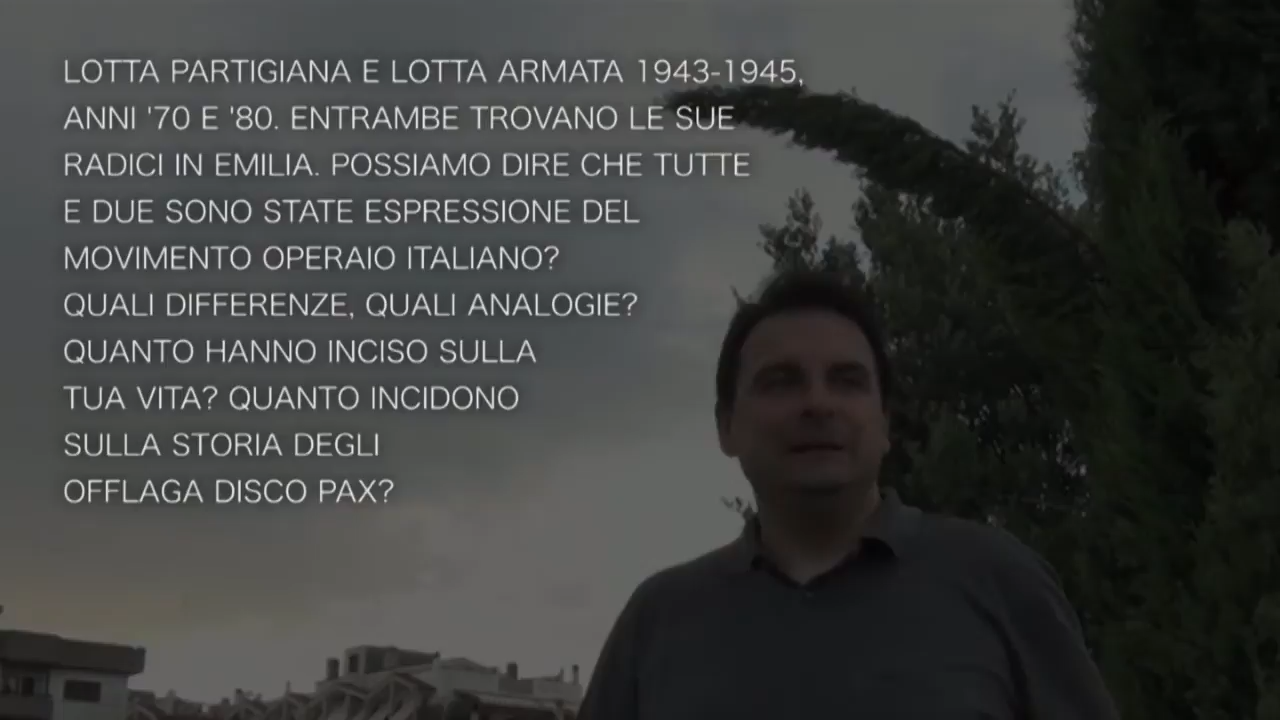 LOTTA PARTIGIANA E LOTTA ARMATA 1943-1945,
ANNI '70 E '80. ENTRAMBE TROVANO LE SUE
RADICI IN EMILIA. POSSIAMO DIRE CHE TUTTE
E DUE SONO STATE ESPRESSIONE DEL
MOVIMENTO OPERAIO ITALIANO?
QUALI DIFFERENZE, QUALI ANALOGIE?
QUANTO HANNO INCISO SULLA
TUA VITA? QUANTO INCIDONO
SULLA STORIA DEGLI
OFFLAGA DISCO PAX?